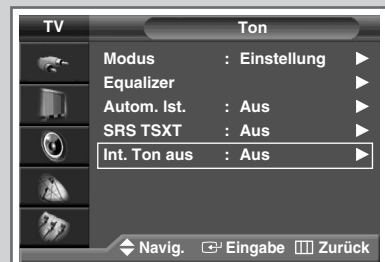 TV Ton
Modus : Einstellung
Equalizer
Autom. lst. : Aus
SRS TSXT : Aus
Int. Ton aus : Aus
Navig. Eingabe Zurück